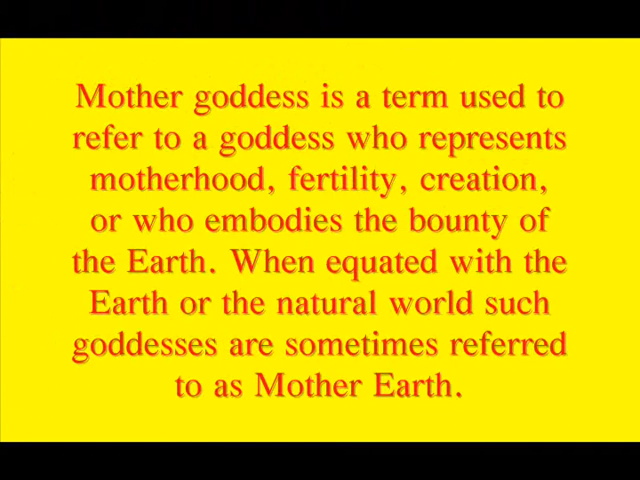 Mother goddess is a term used to
refer to a goddess who represents
motherhood, fertility, creation,
or who embodies the bounty of
the Earth. When equated with the
Earth or the natural world such
goddesses are sometimes referred
to as Mother Earth.